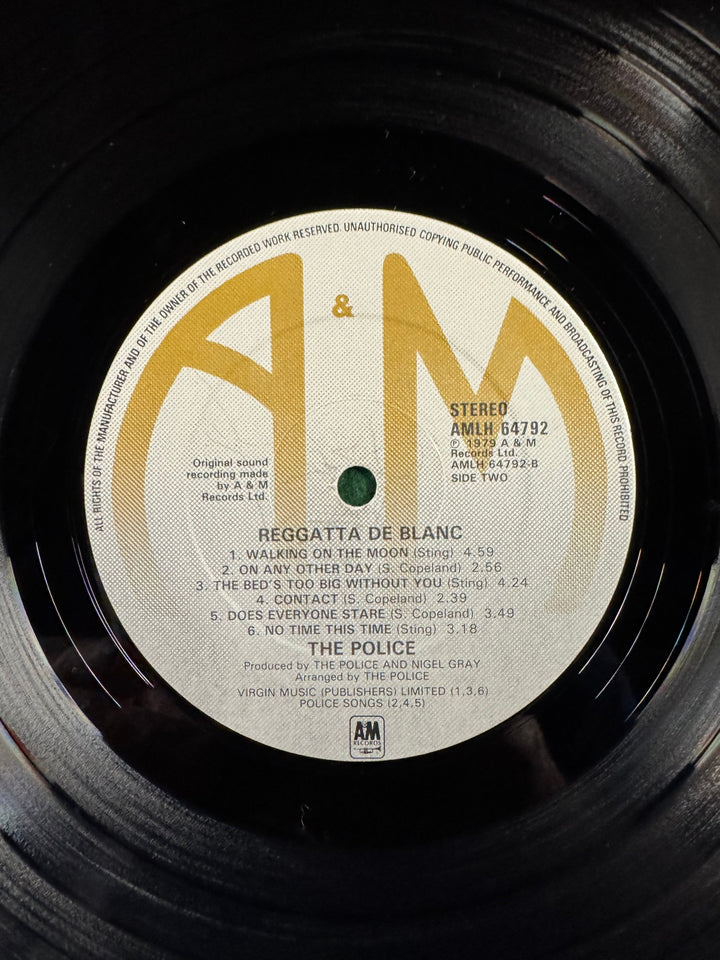 ALL RIGHTS OF THE MANUFACTURER AND OF THE OWNER OF THE RECORDED WORK RESERVED. UNAUTHORISED COPYING PUBLIC PERFORMANCE AND BROADCASTING OF THIS RECORD PROHIBITED
A & M
STEREO
AMLH 64792
℗ 1979 A & M
Records Ltd.
AMLH 64792-B
SIDE TWO
Original sound
recording made
by A & M
Records Ltd.
REGGATTA DE BLANC
1. WALKING ON THE MOON (Sting) 4.59
2. ON ANY OTHER DAY (S. Copeland) 2.56
3. THE BED'S TOO BIG WITHOUT YOU (Sting) 4.24
4. CONTACT (S. Copeland) 2.39
5. DOES EVERYONE STARE (S. Copeland) 3.49
6. NO TIME THIS TIME (Sting) 3.18
THE POLICE
Produced by THE POLICE AND NIGEL GRAY
Arranged by THE POLICE
VIRGIN MUSIC (PUBLISHERS) LIMITED (1,3,6)
POLICE SONGS (2,4,5)
A&M
RECORDS